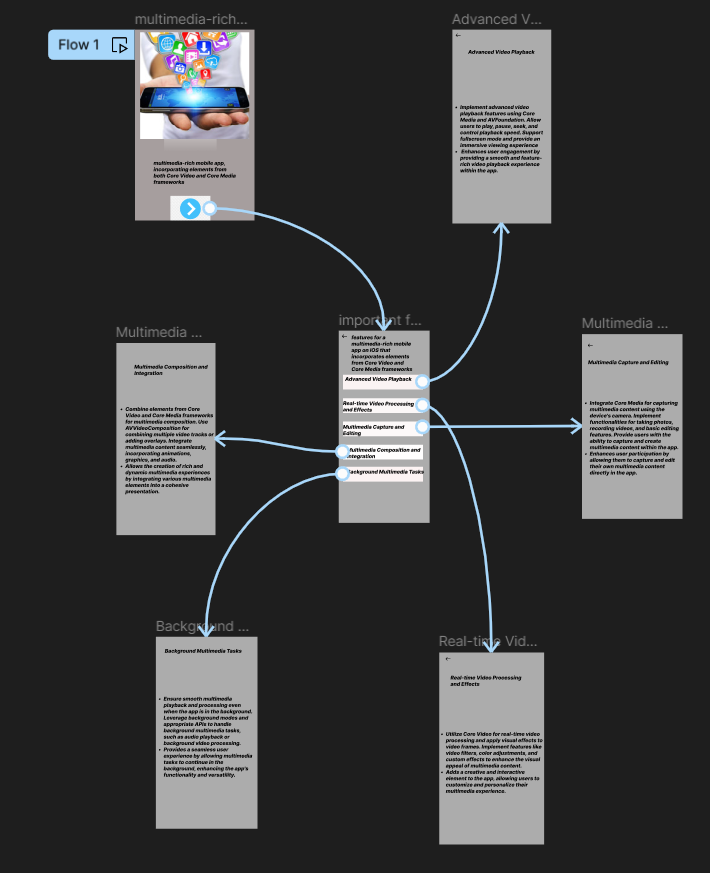 multimedia-rich...
Flow 1
multimedia-rich mobile app,
incorporating elements from
both Core Video and Core Media
frameworks
Advanced V...
←
Advanced Video Playback
• Implement advanced video
playback features using Core
Media and AVFoundation. Allow
users to play, pause, seek, and
control playback speed. Support
fullscreen mode and provide an
immersive viewing experience
• Enhances user engagement by
providing a smooth and feature-
rich video playback experience
within the app.
Multimedia ...
Multimedia Composition and
Integration
• Combine elements from Core
Video and Core Media frameworks
for multimedia composition. Use
AVVideoComposition for
combining multiple video tracks or
adding overlays. Integrate
multimedia content seamlessly,
incorporating animations,
graphics, and audio.
• Allows the creation of rich and
dynamic multimedia experiences
by integrating various multimedia
elements into a cohesive
presentation.
important f...
←
features for a
multimedia-rich mobile
app on iOS that
incorporates elements
from Core Video and
Core Media frameworks
Advanced Video Playback
Real-time Video Processing
and Effects
Multimedia Capture and
Editing
Multimedia Composition and
Integration
Background Multimedia Tasks
Multimedia ...
←
Multimedia Capture and Editing
• Integrate Core Media for capturing
multimedia content using the
device's camera. Implement
functionalities for taking photos,
recording videos, and basic editing
features. Provide users with the
ability to capture and create
multimedia content within the app.
• Enhances user participation by
allowing them to capture and edit
their own multimedia content
directly in the app.
Background ...
Background Multimedia Tasks
• Ensure smooth multimedia
playback and processing even
when the app is in the background.
Leverage background modes and
appropriate APIs to handle
background multimedia tasks,
such as audio playback or
background video processing.
• Provides a seamless user
experience by allowing multimedia
tasks to continue in the
background, enhancing the app's
functionality and versatility.
Real-time Vid...
←
Real-time Video Processing
and Effects
• Utilize Core Video for real-time video
processing and apply visual effects to
video frames. Implement features like
video filters, color adjustments, and
custom effects to enhance the visual
appeal of multimedia content.
• Adds a creative and interactive
element to the app, allowing users to
customize and personalize their
multimedia experience.